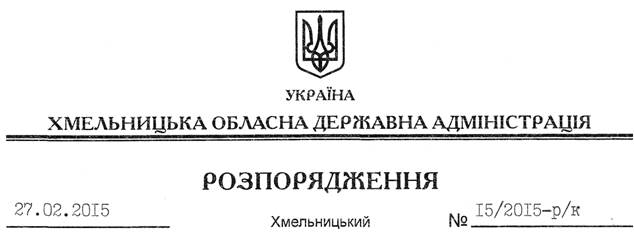 УКРАЇНА
ХМЕЛЬНИЦЬКА ОБЛАСНА ДЕРЖАВНА АДМІНІСТРАЦІЯ
РОЗПОРЯДЖЕННЯ
27.02.2015 Хмельницький № 15/2015-р/к